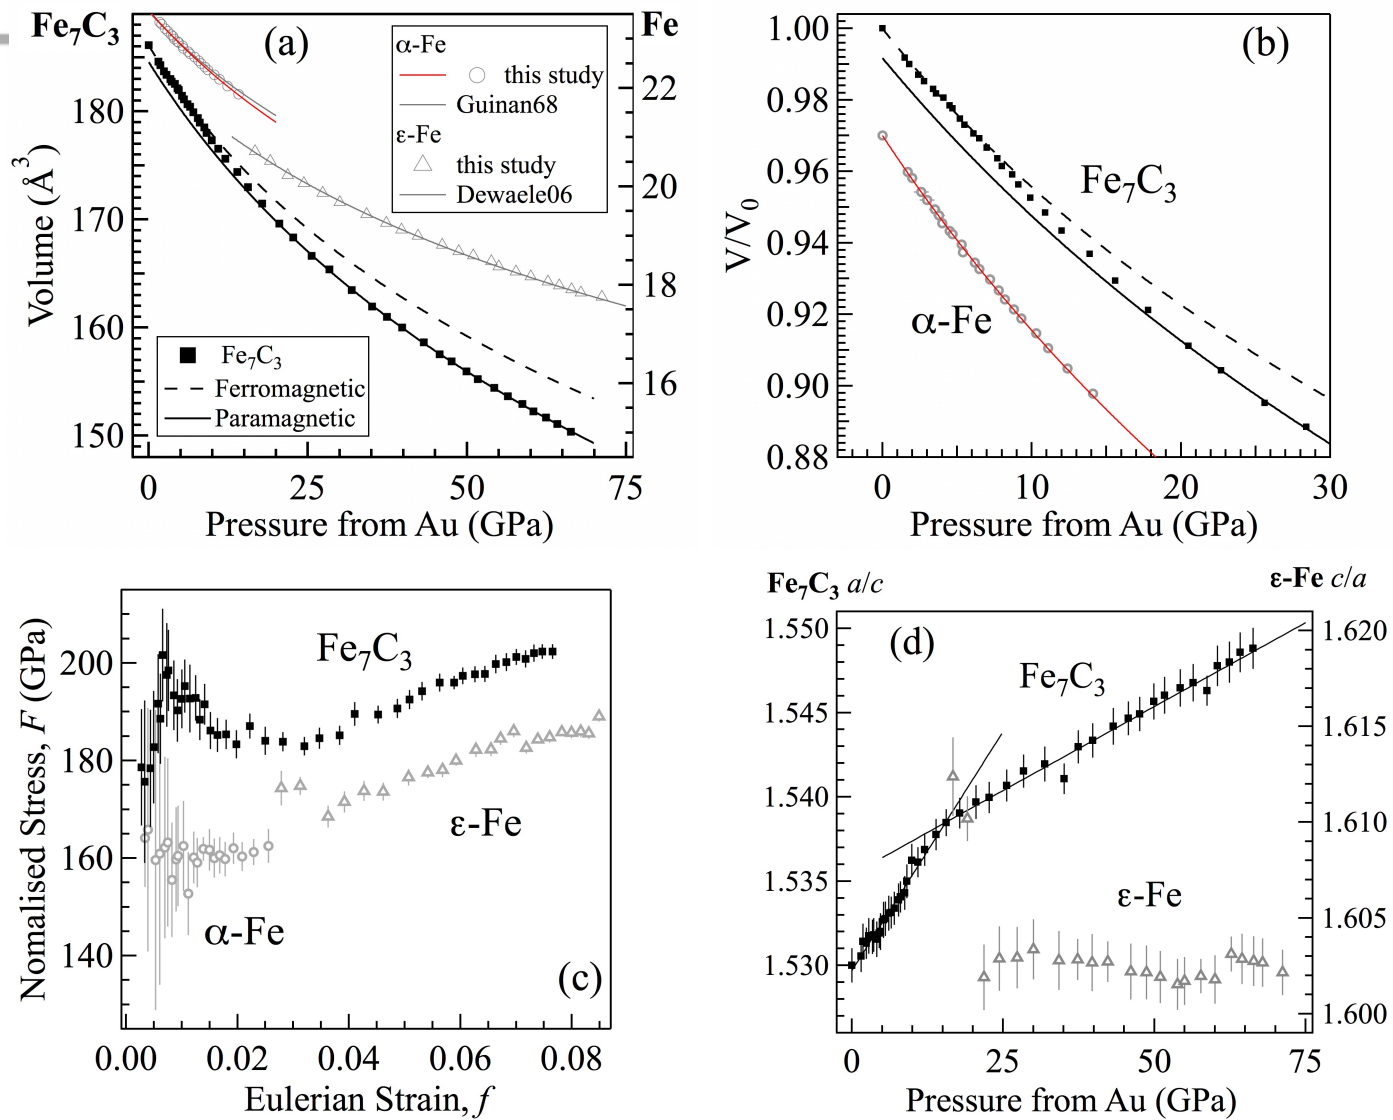 Fe₇C₃
Fe
(a)
α-Fe
this study
Guinan68
ε-Fe
this study
Dewaele06
Fe₇C₃
Ferromagnetic
Paramagnetic
Volume (Å³)
180
170
160
150
22
20
18
16
0 25 50 75
Pressure from Au (GPa)
(b)
Fe₇C₃
α-Fe
V/V₀
1.00
0.98
0.96
0.94
0.92
0.90
0.88
0 10 20 30
Pressure from Au (GPa)
Fe₇C₃
ε-Fe
α-Fe
(c)
Nomalised Stress, F (GPa)
200
180
160
140
0.00 0.02 0.04 0.06 0.08
Eulerian Strain, f
Fe₇C₃ a/c
ε-Fe c/a
(d)
Fe₇C₃
ε-Fe
1.550
1.545
1.540
1.535
1.530
1.620
1.615
1.610
1.605
1.600
0 25 50 75
Pressure from Au (GPa)